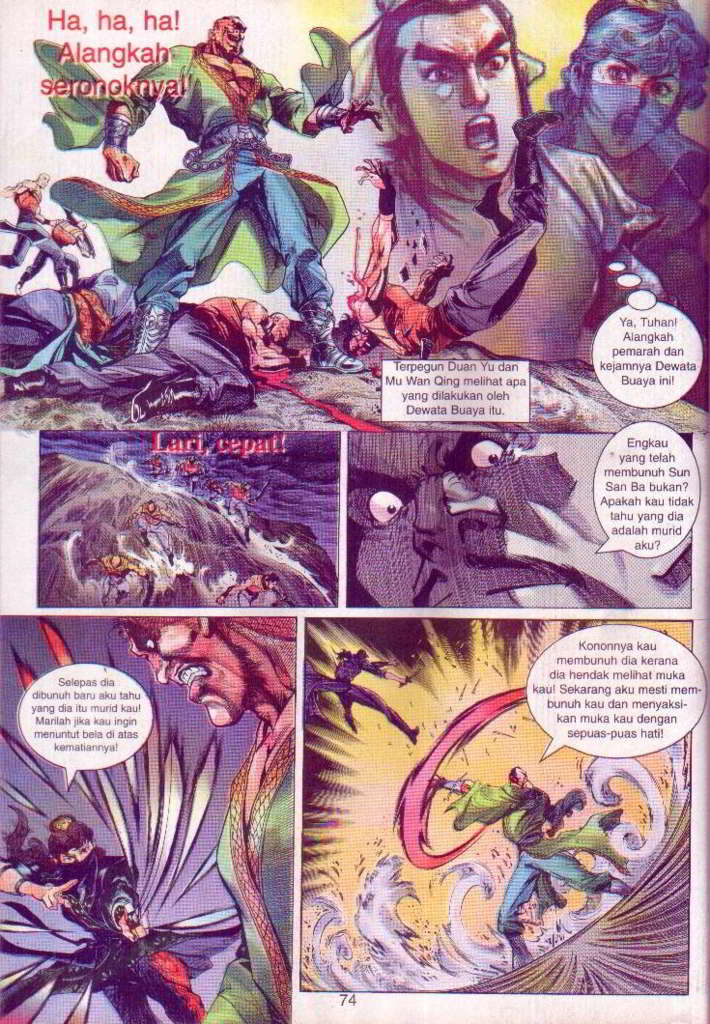 Ha, ha, ha!
Alangkah
seronoknya!
Ya, Tuhan!
Alangkah
pemarah dan
kejamnya Dewata
Buaya ini!
Terpegun Duan Yu dan
Mu Wan Qing melihat apa
yang dilakukan oleh
Dewata Buaya itu.
Lari, cepat!
Engkau
yang telah
membunuh Sun
San Ba bukan?
Apakah kau tidak
tahu yang dia
adalah murid
aku?
Selepas dia
dibunuh baru aku tahu
yang dia itu murid kau!
Marilah jika kau ingin
menuntut bela di atas
kematiannya!
Kononnya kau
membunuh dia kerana
dia hendak melihat muka
kau! Sekarang aku mesti mem-
bunuh kau dan menyaksi-
kan muka kau dengan
sepuas-puas hati!
74